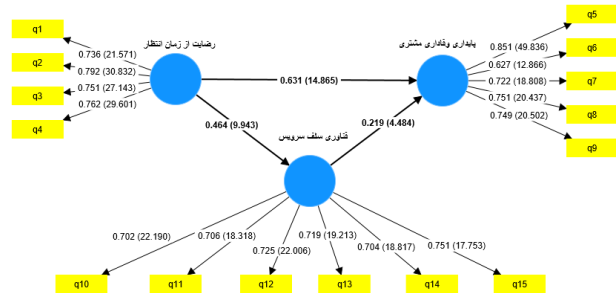 q1
q2
q3
q4
0.736 (21.571)
0.792 (30.832)
0.751 (27.143)
0.762 (29.601)
رضایت از زمان انتظار
0.631 (14.865)
پایداری وفاداری مشتری
0.851 (49.836)
0.627 (12.866)
0.722 (18.808)
0.751 (20.437)
0.749 (20.502)
q5
q6
q7
q8
q9
0.464 (9.943)
0.219 (4.484)
فناوری سلف سرویس
0.702 (22.190)
0.706 (18.318)
0.725 (22.006)
0.719 (19.213)
0.704 (18.817)
0.751 (17.753)
q10
q11
q12
q13
q14
q15